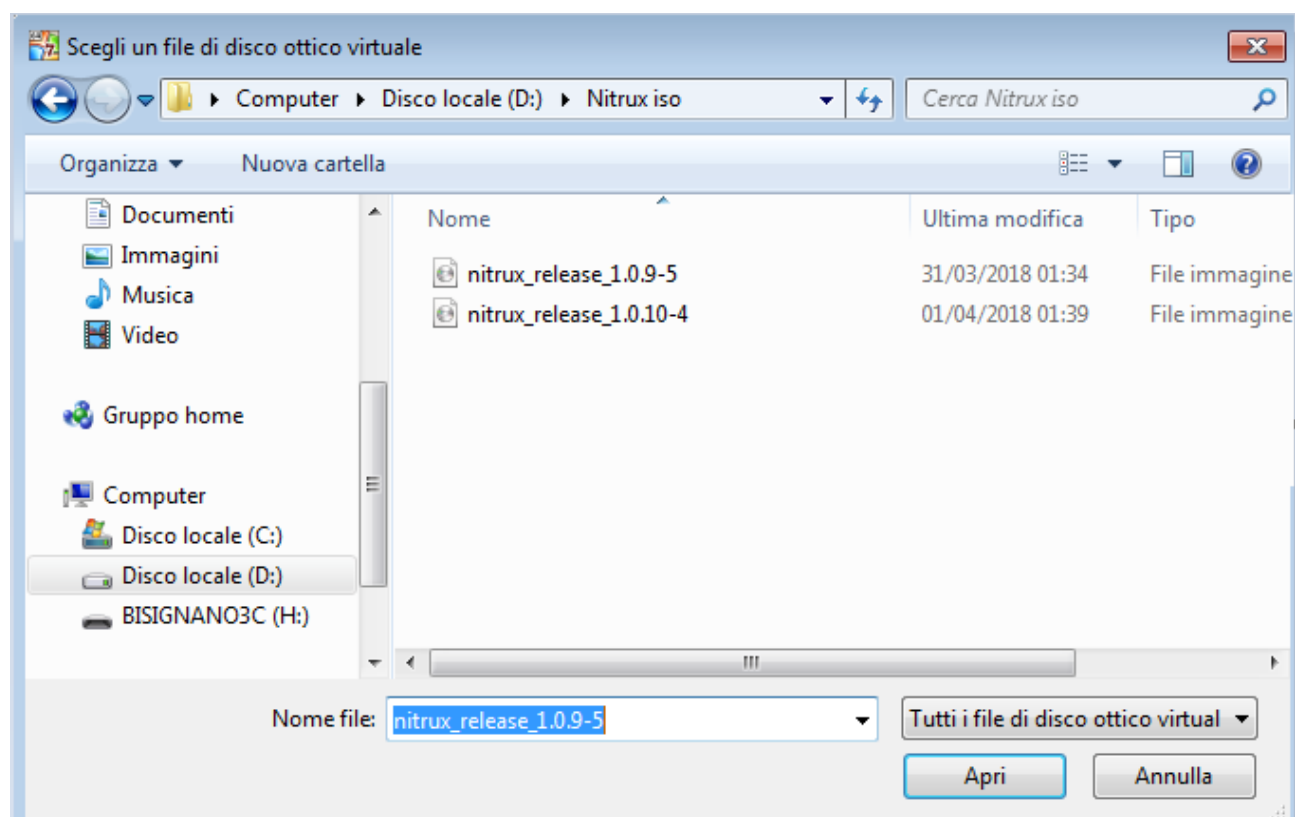 Scegli un file di disco ottico virtuale
Computer Disco locale (D:) Nitrux iso Cerca Nitrux iso
Organizza Nuova cartella
Documenti
Immagini
Musica
Video
Gruppo home
Computer
Disco locale (C:)
Disco locale (D:)
BISIGNANO3C (H:)
Nome Ultima modifica Tipo
nitrux_release_1.0.9-5 31/03/2018 01:34 File immagine
nitrux_release_1.0.10-4 01/04/2018 01:39 File immagine
Nome file: nitrux_release_1.0.9-5 Tutti i file di disco ottico virtual
Apri Annulla